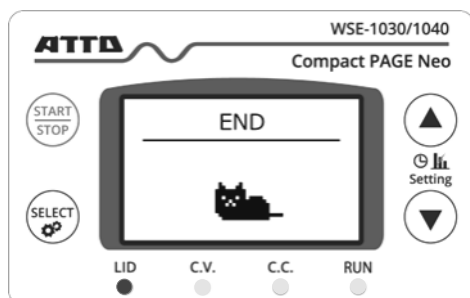 ATTO
WSE-1030/1040
Compact PAGE Neo
START
STOP
END
Setting
SELECT
LID
C.V.
C.C.
RUN